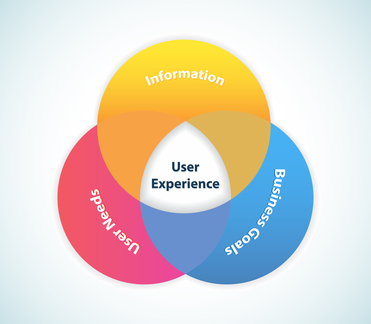 Information
User
Experience
User Needs
Business Goals